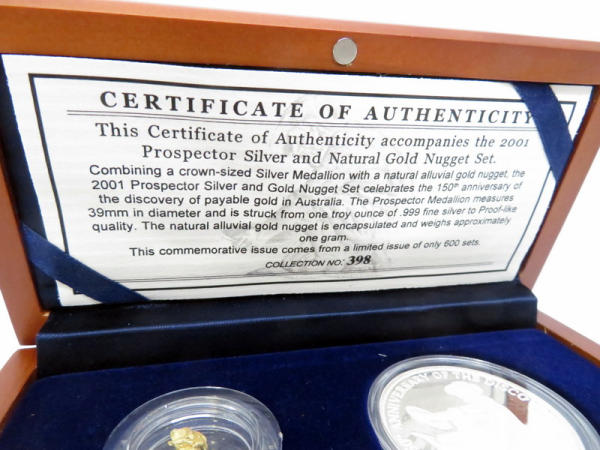 CERTIFICATE OF AUTHENTICITY
This Certificate of Authenticity accompanies the 2001
Prospector Silver and Natural Gold Nugget Set.
Combining a crown-sized Silver Medallion with a natural alluvial gold nugget, the
2001 Prospector Silver and Gold Nugget Set celebrates the 150th anniversary of
the discovery of payable gold in Australia. The Prospector Medallion measures
39mm in diameter and is struck from one troy ounce of .999 fine silver to Proof-like
quality. The natural alluvial gold nugget is encapsulated and weighs approximately
one gram.
This commemorative issue comes from a limited issue of only 600 sets.
COLLECTION NO: 398
ANNIVERSARY OF THE DISCO